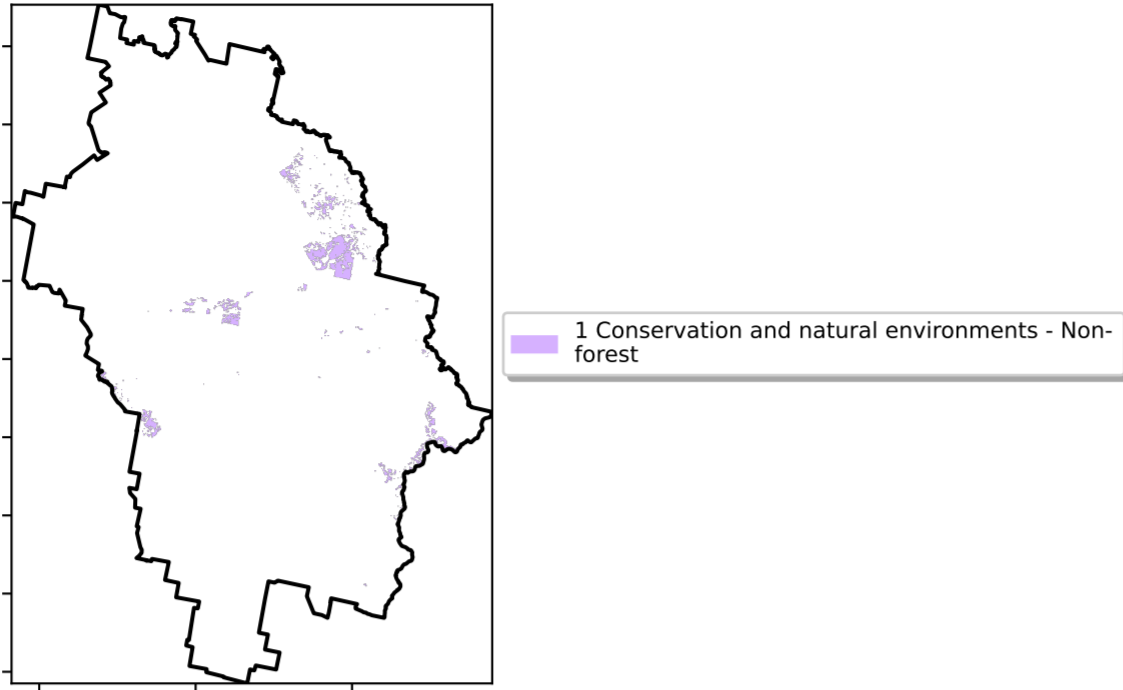 1 Conservation and natural environments - Non-
forest